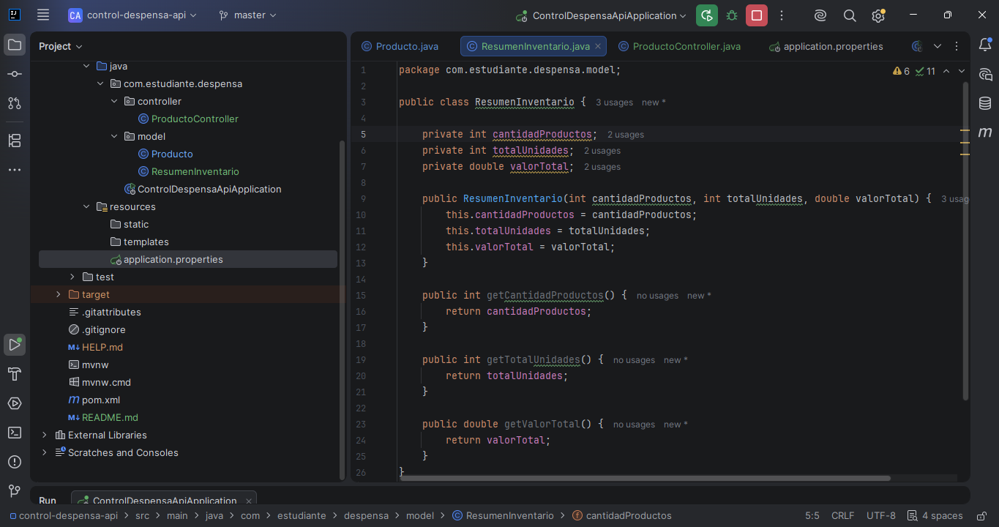 CA control-despensa-api master ControlDespensaApiApplication
Project
java
com.estudiante.despensa
controller
ProductoController
model
Producto
ResumenInventario
ControlDespensaApiApplication
resources
static
templates
application.properties
test
target
.gitattributes
.gitignore
M↓ HELP.md
mvnw
mvnw.cmd
m pom.xml
M↓ README.md
External Libraries
Scratches and Consoles
Producto.java ResumenInventario.java ProductoController.java application.properties
6 11
1 package com.estudiante.despensa.model;
2
3 public class ResumenInventario { 3 usages new *
4
5 private int cantidadProductos; 2 usages
6 private int totalUnidades; 2 usages
7 private double valorTotal; 2 usages
8
9 public ResumenInventario(int cantidadProductos, int totalUnidades, double valorTotal) { 3 usag
10 this.cantidadProductos = cantidadProductos;
11 this.totalUnidades = totalUnidades;
12 this.valorTotal = valorTotal;
13 }
14
15 public int getCantidadProductos() { no usages new *
16 return cantidadProductos;
17 }
18
19 public int getTotalUnidades() { no usages new *
20 return totalUnidades;
21 }
22
23 public double getValorTotal() { no usages new *
24 return valorTotal;
25 }
26 }
m
Run ControlDespensaApiApplication
control-despensa-api > src > main > java > com > estudiante > despensa > model > ResumenInventario > cantidadProductos 5:5 CRLF UTF-8 4 spaces